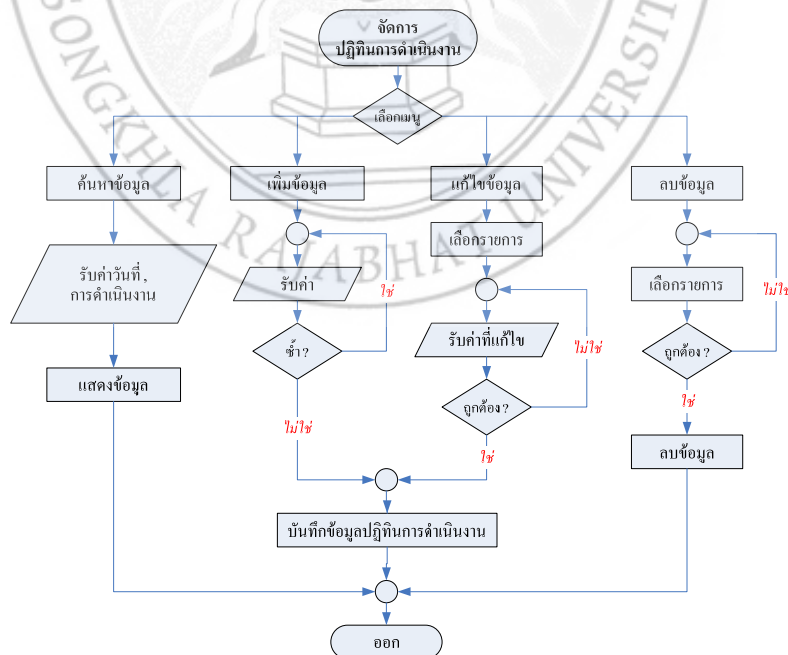 จัดการ
ปฏิทินการดำเนินงาน
เลือกเมนู
ค้นหาข้อมูล
เพิ่มข้อมูล
แก้ไขข้อมูล
ลบข้อมูล
รับค่าวันที่,
การดำเนินงาน
รับค่า
ใช่
เลือกรายการ
เลือกรายการ
ไม่ใช่
ซ้ำ?
รับค่าที่แก้ไข
ไม่ใช่
ถูกต้อง?
แสดงข้อมูล
ถูกต้อง?
ใช่
ไม่ใช่
ใช่
ลบข้อมูล
บันทึกข้อมูลปฏิทินการดำเนินงาน
ออก
SONGKHLA RAJABHAT UNIVERSIT